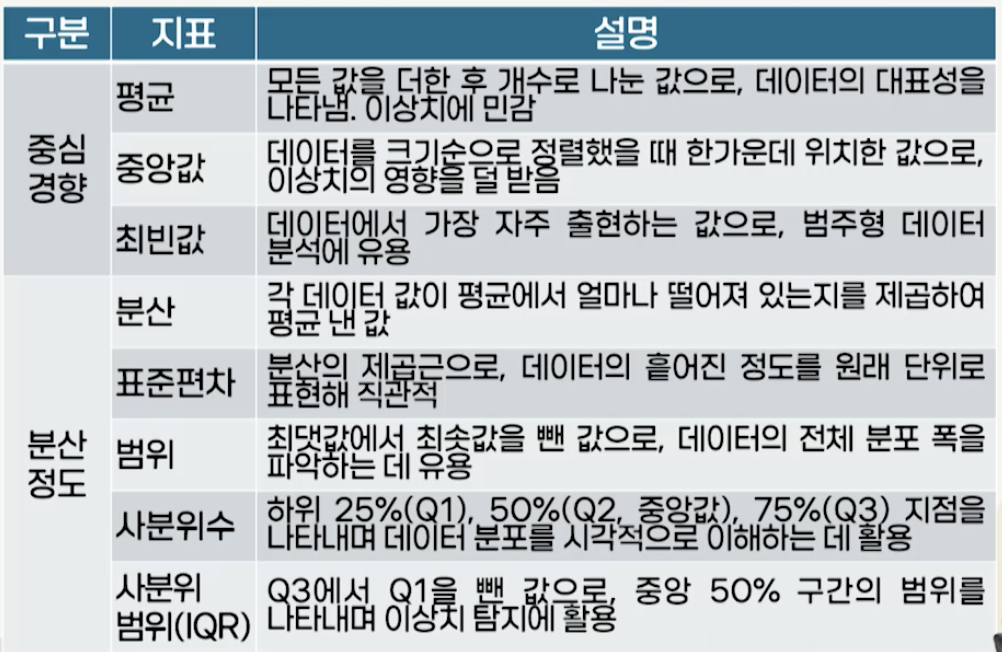 구분 지표 설명
중심
경향
평균
모든 값을 더한 후 개수로 나눈 값으로, 데이터의 대표성을
나타냄. 이상치에 민감
중앙값
데이터를 크기순으로 정렬했을 때 한가운데 위치한 값으로,
이상치의 영향을 덜 받음
최빈값
데이터에서 가장 자주 출현하는 값으로, 범주형 데이터
분석에 유용
분산
정도
분산
각 데이터 값이 평균에서 얼마나 떨어져 있는지를 제곱하여
평균 낸 값
표준편차
분산의 제곱근으로, 데이터의 흩어진 정도를 원래 단위로
표현해 직관적
범위
최댓값에서 최솟값을 뺀 값으로, 데이터의 전체 분포 폭을
파악하는 데 유용
사분위수
하위 25%(Q1), 50%(Q2, 중앙값), 75%(Q3) 지점을
나타내며 데이터 분포를 시각적으로 이해하는 데 활용
사분위
범위(IQR)
Q3에서 Q1을 뺀 값으로, 중앙 50% 구간의 범위를
나타내며 이상치 탐지에 활용